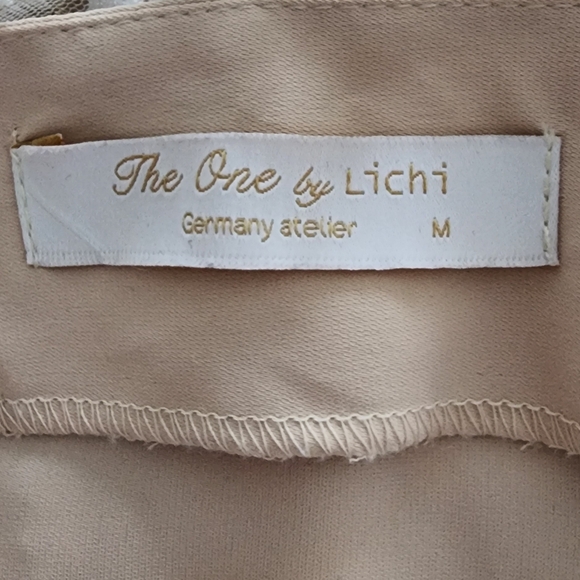 The One by Lichi
Germany atelier M